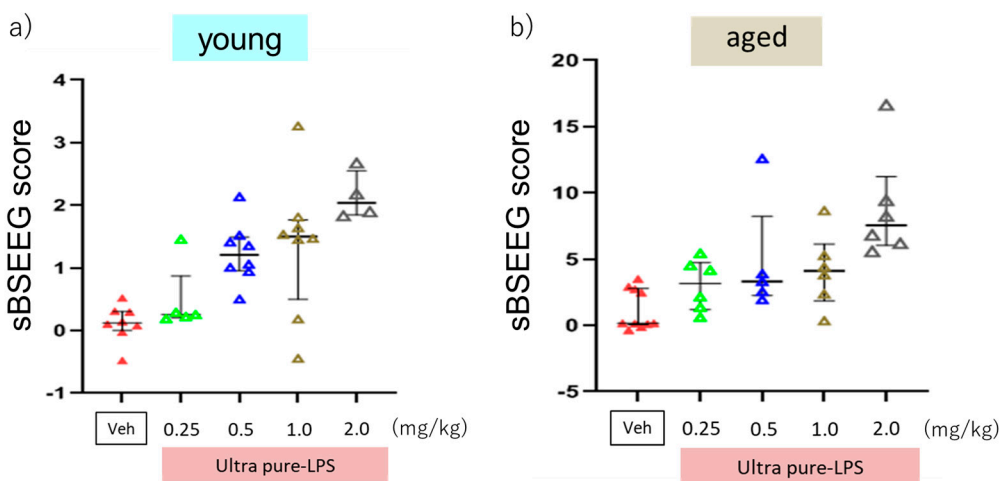 a)
young
sBSEEG score
4
3
2
1
0
-1
Veh
0.25
0.5
1.0
2.0
(mg/kg)
Ultra pure-LPS
b)
aged
sBSEEG score
20
15
10
5
0
-5
Veh
0.25
0.5
1.0
2.0
(mg/kg)
Ultra pure-LPS